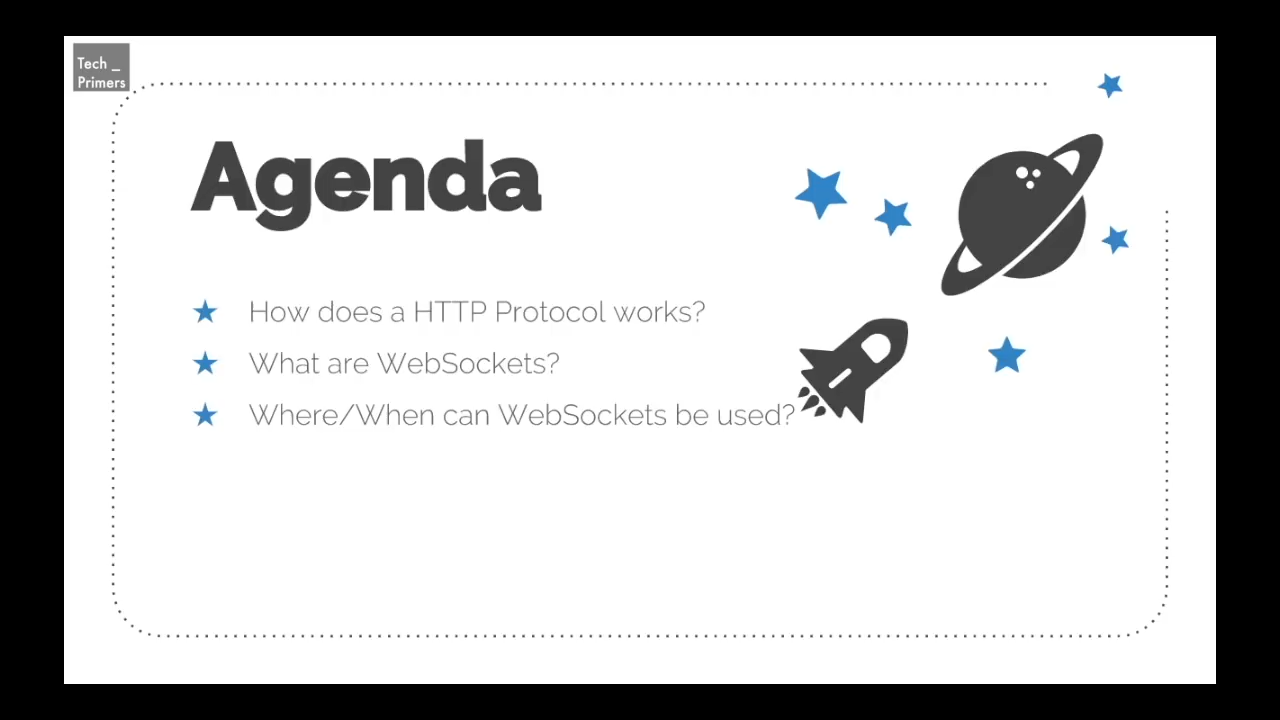 Tech _
Primers
Agenda
How does a HTTP Protocol works?
What are WebSockets?
Where/When can WebSockets be used?